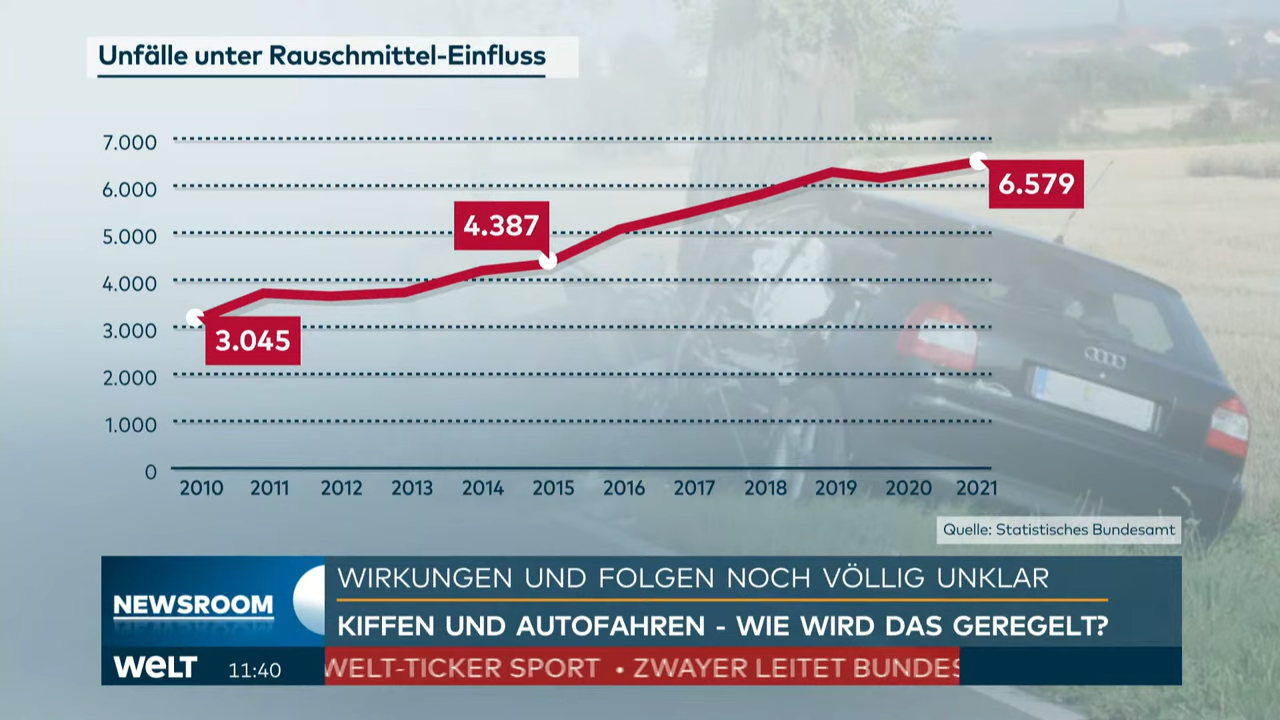 Unfälle unter Rauschmittel-Einfluss
7.000
6.000
6.579
5.000
4.387
4.000
3.000
3.045
2.000
1.000
0
2010 2011 2012 2013 2014 2015 2016 2017 2018 2019 2020 2021
Quelle: Statistisches Bundesamt
WIRKUNGEN UND FOLGEN NOCH VÖLLIG UNKLAR
NEWSROOM
KIFFEN UND AUTOFAHREN - WIE WIRD DAS GEREGELT?
WELT 11:40
WELT-TICKER SPORT • ZWAYER LEITET BUNDES